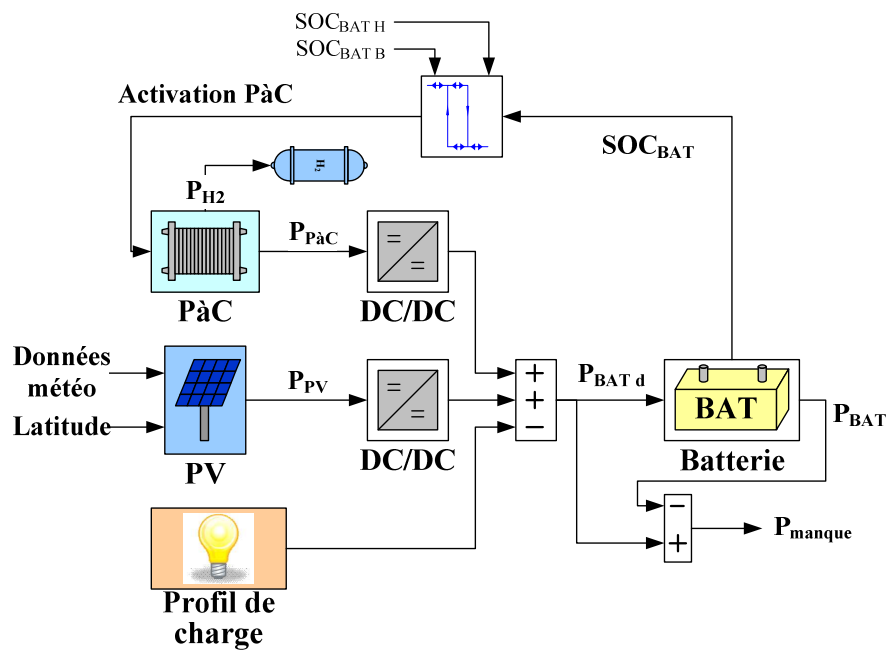 SOCBAT H
SOCBAT B
Activation PàC
SOCBAT
H2
PH2
PPàC
PàC
DC/DC
Données
météo
Latitude
PPV
PV
DC/DC
+
+
−
PBAT d
BAT
PBAT
Batterie
−
+
Pmanque
Profil de
charge